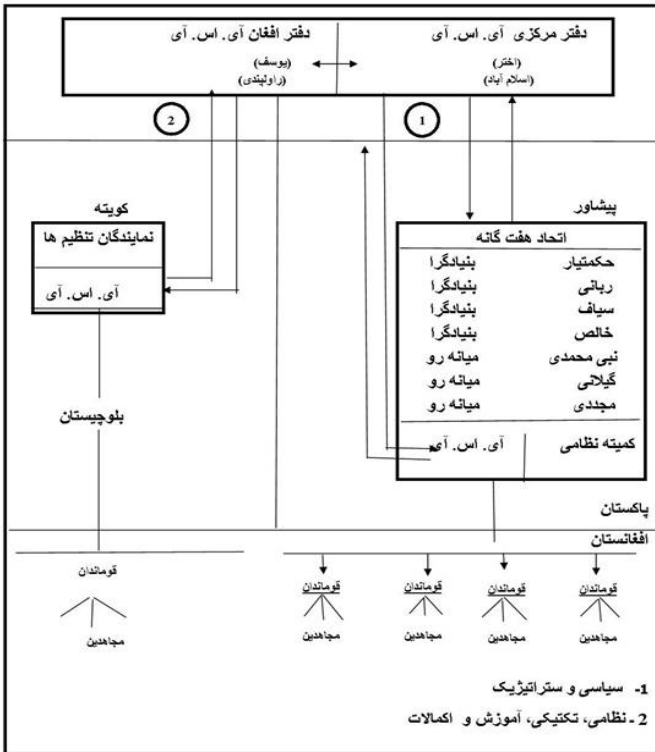 دفتر مرکزی آی. اس. آی
دفتر افغان آی. اس. آی
(اختر)
(یوسف)
(اسلام آباد)
(راولپندی)
1
2
پیشاور
کویته
اتحاد هفت گانه
نمایندگان تنظیم ها
آی. اس. آی
حکمتیار بنیادگرا
ربانی بنیادگرا
سیاف بنیادگرا
خالص بنیادگرا
نبی محمدی میانه رو
گیلانی میانه رو
مجددی میانه رو
کمیته نظامی آی. اس. آی
بلوچیستان
پاکستان
افغانستان
قوماندان قوماندان قوماندان قوماندان
قوماندان
مجاهدین مجاهدین مجاهدین مجاهدین
مجاهدین
1- سیاسی و ستراتیژیک
2 - نظامی، تکتیکی، آموزش و اکمالات